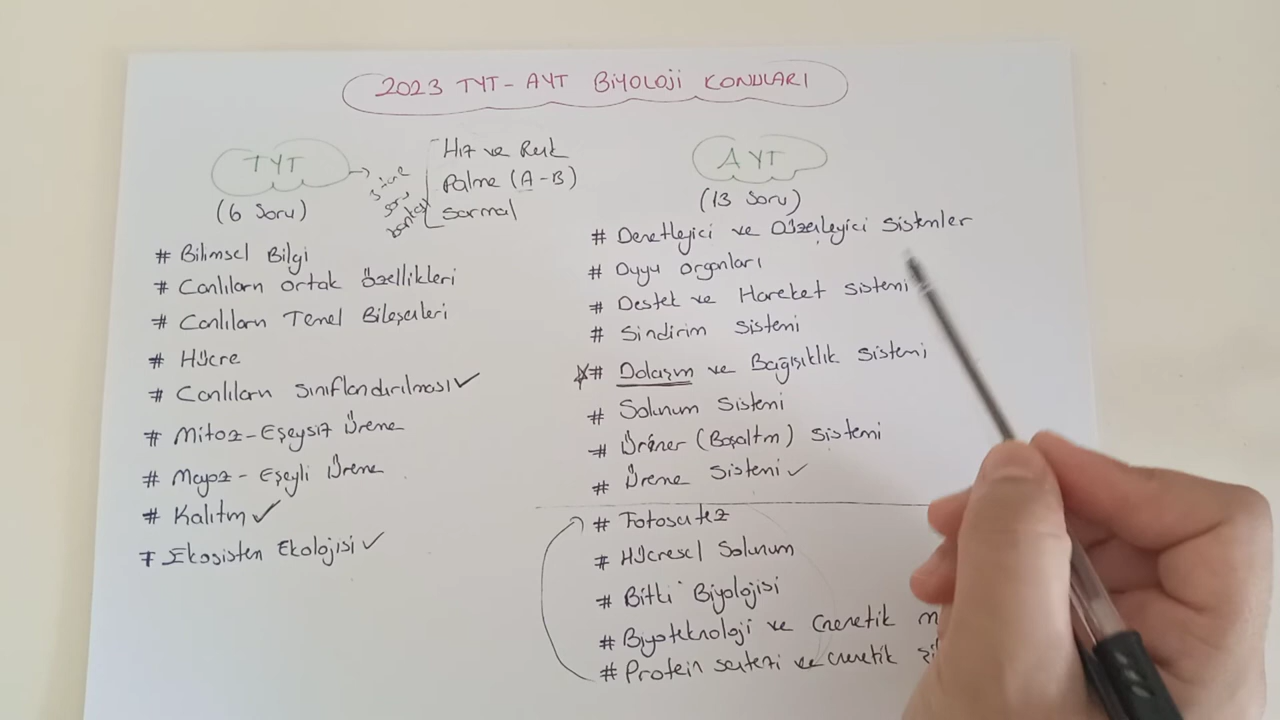 2023 TYT-AYT BİYOLOJİ KONULARI
TYT
(6 Soru)
Hız ve Renk
Palme (A-B)
Sarmal
# Bilimsel Bilgi
# Canlıların Ortak Özellikleri
# Canlıların Temel Bileşenleri
# Hücre
# Canlıların Sınıflandırılması ✓
# Mitoz-Eşeysiz Üreme
# Mayoz-Eşeyli Üreme
# Kalıtım ✓
# Ekosistem Ekolojisi ✓
AYT
(13 Soru)
# Denetleyici ve Düzenleyici Sistemler
# Duyu Organları
# Destek ve Hareket Sistemi
# Sindirim Sistemi
# Dolaşım ve Bağışıklık Sistemi
# Solunum Sistemi
# Üriner (Boşaltım) Sistemi
# Üreme Sistemi ✓
# Fotosentez
# Hücresel Solunum
# Bitki Biyolojisi
# Biyoteknoloji ve Genetik
# Protein sentezi ve Genetik